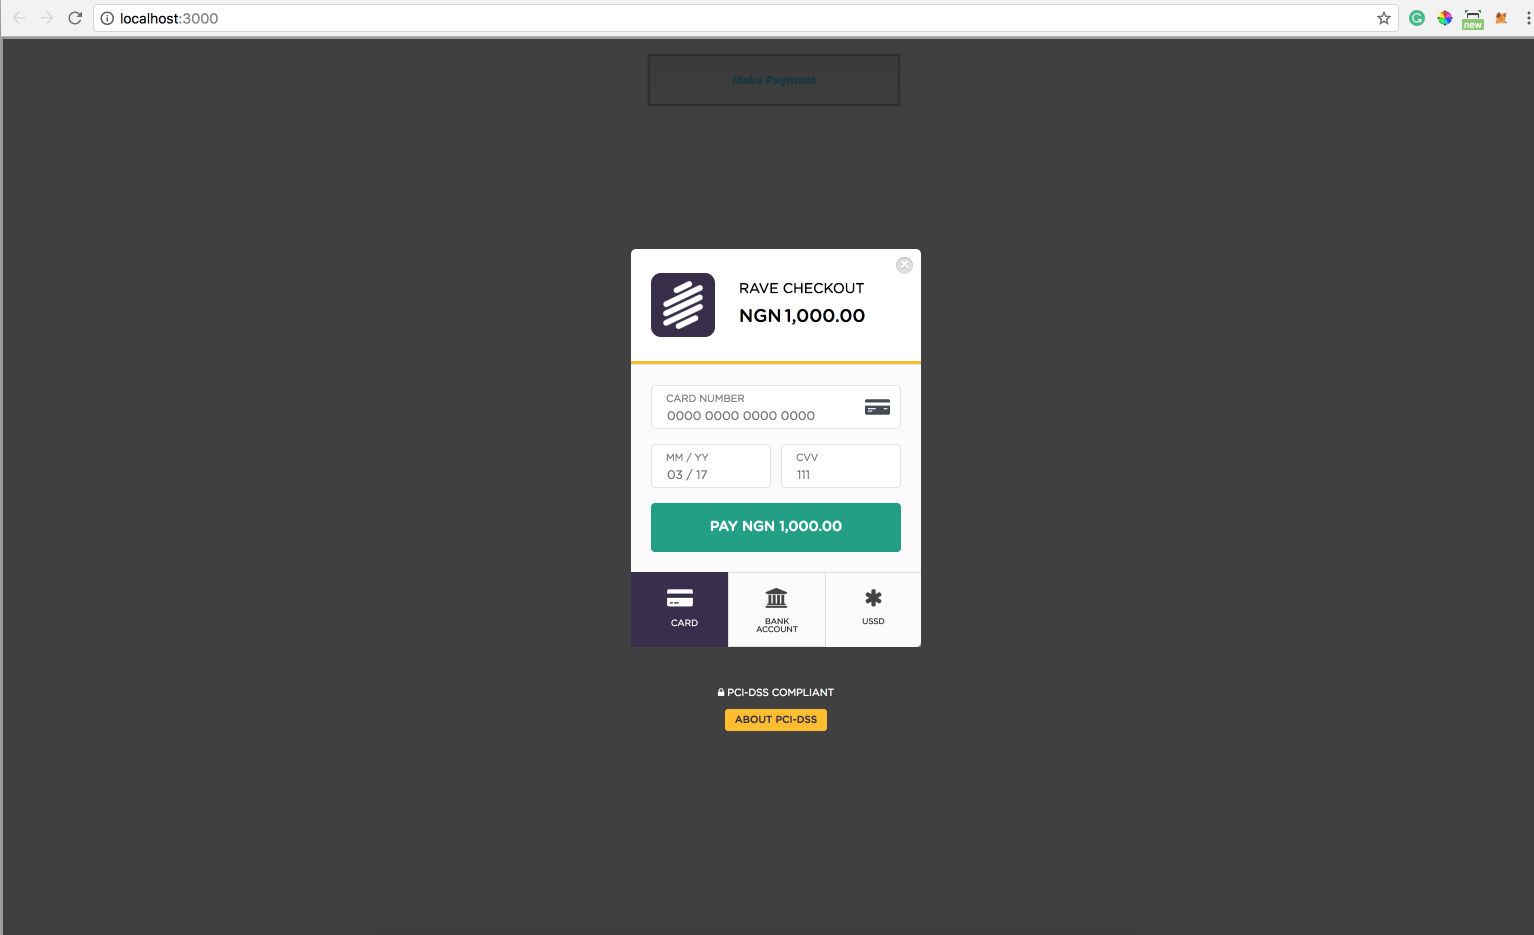 localhost:3000
new
Make Payment
RAVE CHECKOUT
NGN 1,000.00
CARD NUMBER
0000 0000 0000 0000
MM / YY
03 / 17
CVV
111
PAY NGN 1,000.00
CARD
BANK
ACCOUNT
USSD
PCI-DSS COMPLIANT
ABOUT PCI-DSS